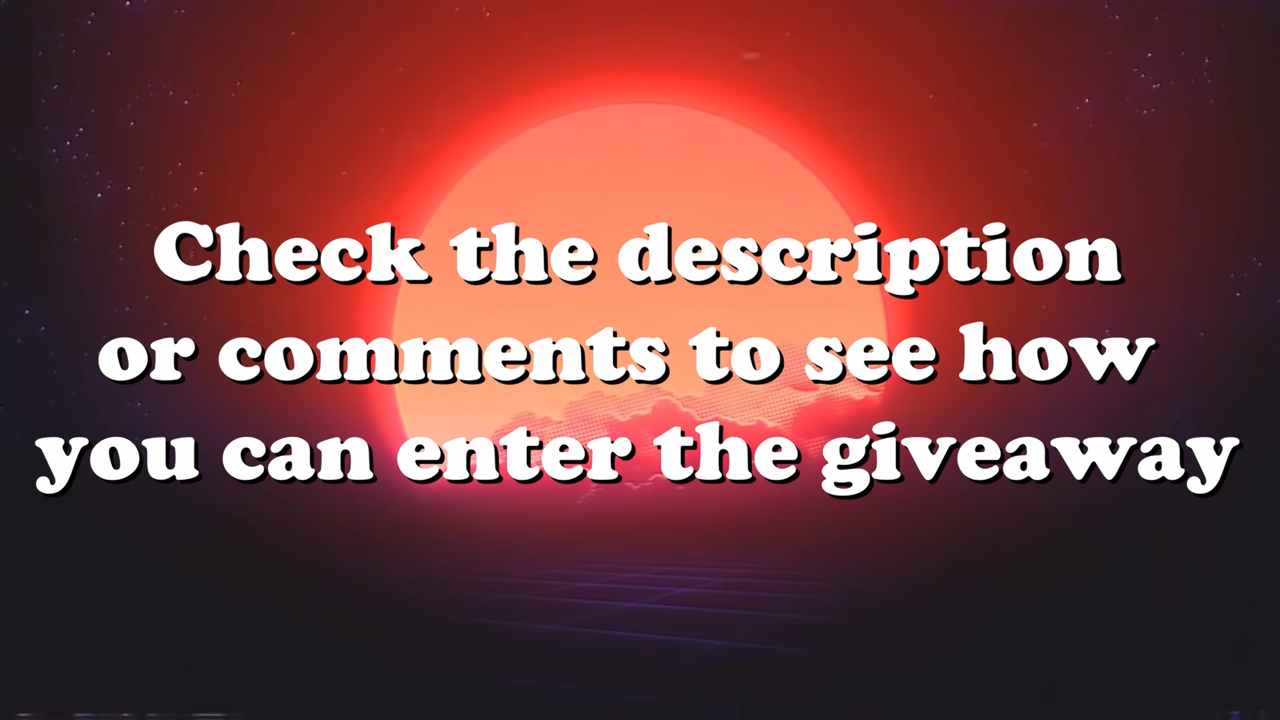 Check the description
or comments to see how
you can enter the giveaway